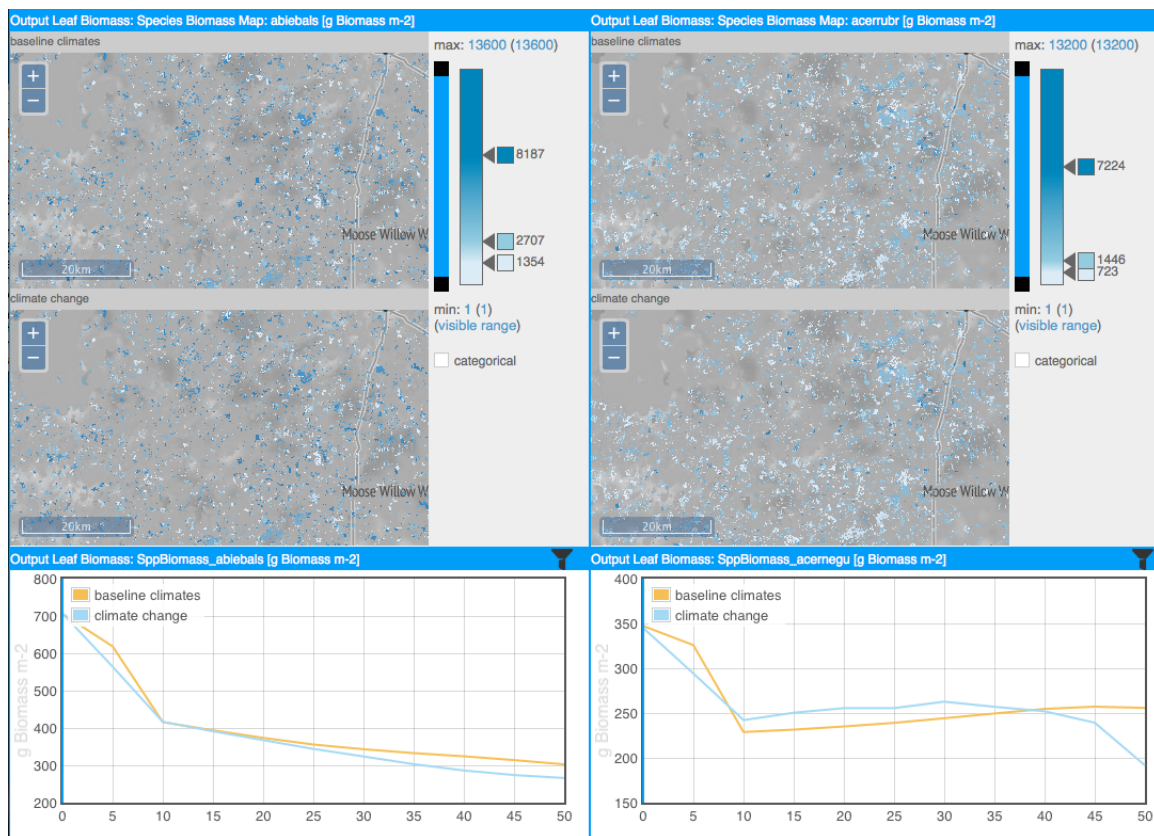 Output Leaf Biomass: Species Biomass Map: abiebals [g Biomass m-2]
baseline climates
+
−
Moose Willow W
20km
max: 13600 (13600)
8187
2707
1354
min: 1 (1)
(visible range)
categorical
climate change
+
−
Moose Willow W
20km
Output Leaf Biomass: Species Biomass Map: acerrubr [g Biomass m-2]
baseline climates
+
−
Moose Willow W
20km
max: 13200 (13200)
7224
1446
723
min: 1 (1)
(visible range)
categorical
climate change
+
−
Moose Willow W
20km
Output Leaf Biomass: SppBiomass_abiebals [g Biomass m-2]
baseline climates
climate change
g Biomass m-2
800
700
600
500
400
300
200
0 5 10 15 20 25 30 35 40 45 50
Output Leaf Biomass: SppBiomass_acernegu [g Biomass m-2]
baseline climates
climate change
g Biomass m-2
400
350
300
250
200
150
0 5 10 15 20 25 30 35 40 45 50